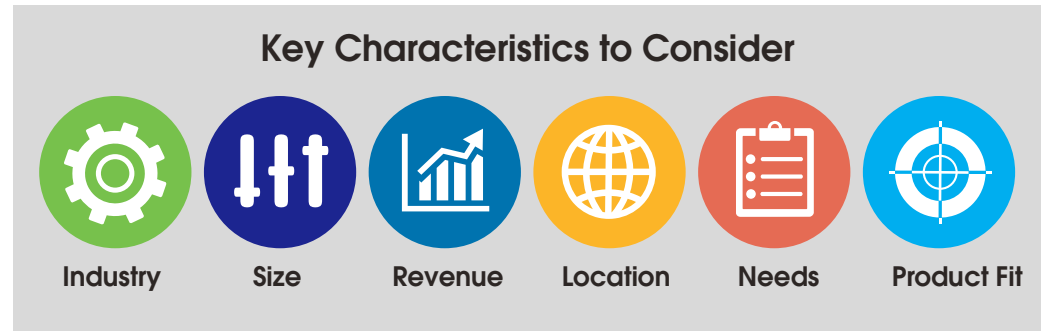 Key Characteristics to Consider
Industry
Size
Revenue
Location
Needs
Product Fit